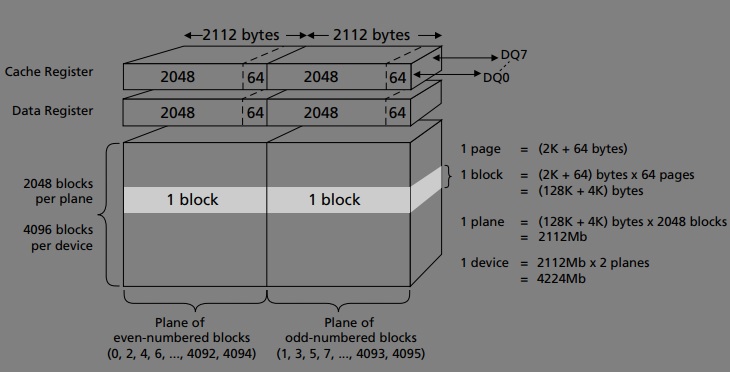 2112 bytes 2112 bytes
Cache Register 2048 64 2048 64 DQ7
DQ0
Data Register 2048 64 2048 64
1 page = (2K + 64 bytes)
1 block = (2K + 64) bytes x 64 pages
= (128K + 4K) bytes
2048 blocks
per plane
1 block 1 block
4096 blocks
per device
1 plane = (128K + 4K) bytes x 2048 blocks
= 2112Mb
1 device = 2112Mb x 2 planes
= 4224Mb
Plane of
even-numbered blocks
(0, 2, 4, 6, ..., 4092, 4094)
Plane of
odd-numbered blocks
(1, 3, 5, 7, ..., 4093, 4095)